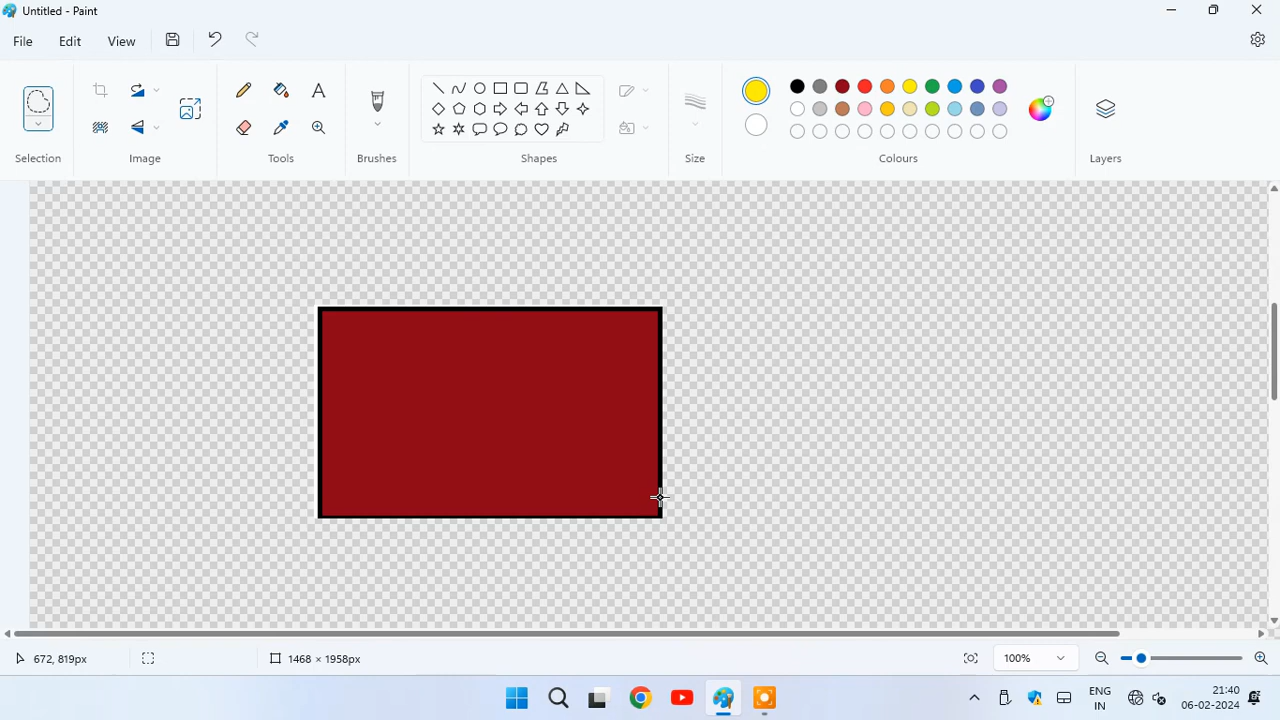 Untitled - Paint
File Edit View
Selection Image Tools Brushes Shapes Size Colours Layers
672, 819px 1468 × 1958px 100%
ENG 21:40
IN 06-02-2024